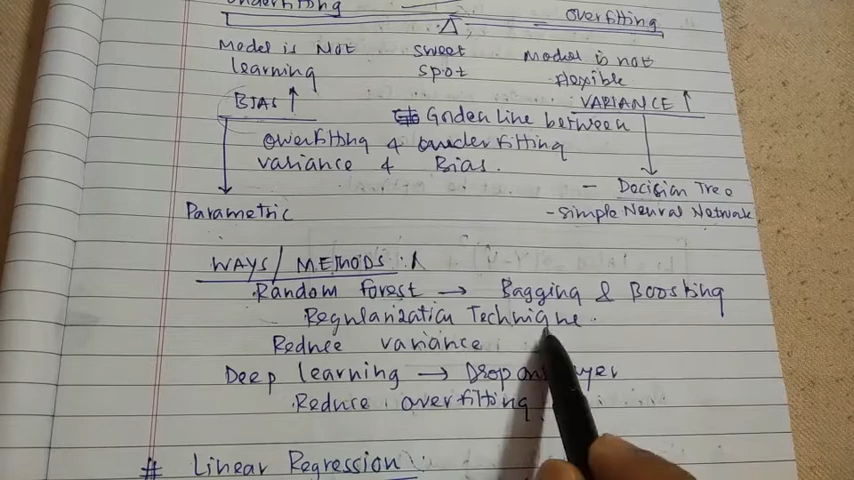 Underfitting
Overfitting
Model is Not learning
sweet spot
Model is not flexible
BIAS ↑
VARIANCE ↑
Golden Line between
overfitting & underfitting
variance & Bias.
Parametric
- Decision Tree
- Simple Neural Network
WAYS / METHODS :
Random forest → Bagging & Boosting
Regularization Technique.
Reduce variance
Deep learning → Drop
Reduce overfitting
# Linear Regression